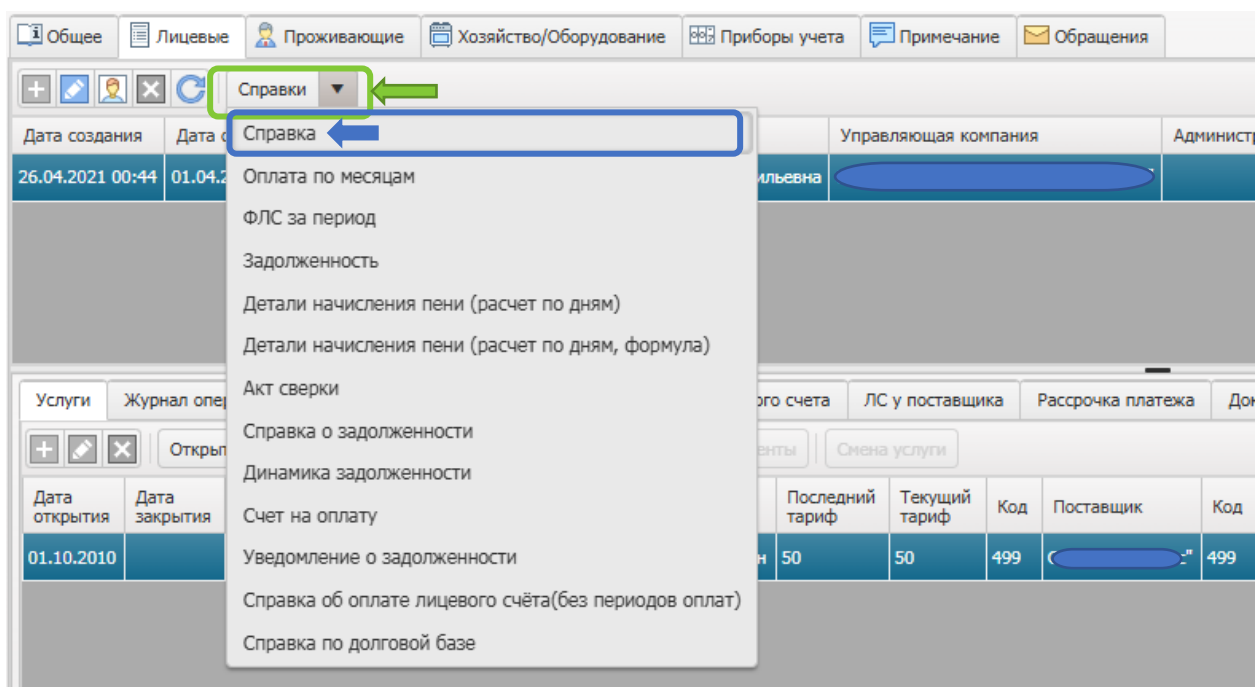 Общее Лицевые Проживающие Хозяйство/Оборудование Приборы учета Примечание Обращения
Справки
Дата создания Дата Управляющая компания
Справка
26.04.2021 00:44
Оплата по месяцам
ФЛС за период
Задолженность
Детали начисления пени (расчет по дням)
Детали начисления пени (расчет по дням, формула)
Акт сверки
Услуги Журнал счета ЛС у поставщика Рассрочка платежа
Справка о задолженности
Смена услуги
Динамика задолженности
Дата открытия Дата закрытия Последний тариф Текущий тариф Код Поставщик Код
Счет на оплату
01.10.2010 50 50 499 499
Уведомление о задолженности
Справка об оплате лицевого счёта(без периодов оплат)
Справка по долговой базе